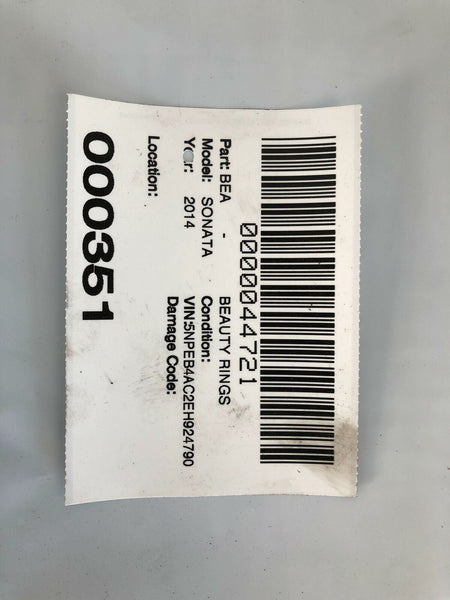 0000044721
Part: BEA - BEAUTY RINGS
Model: SONATA Condition:
Year: 2014 VIN:5NPEB4AC2EH924790
Damage Code:
Location:
000351